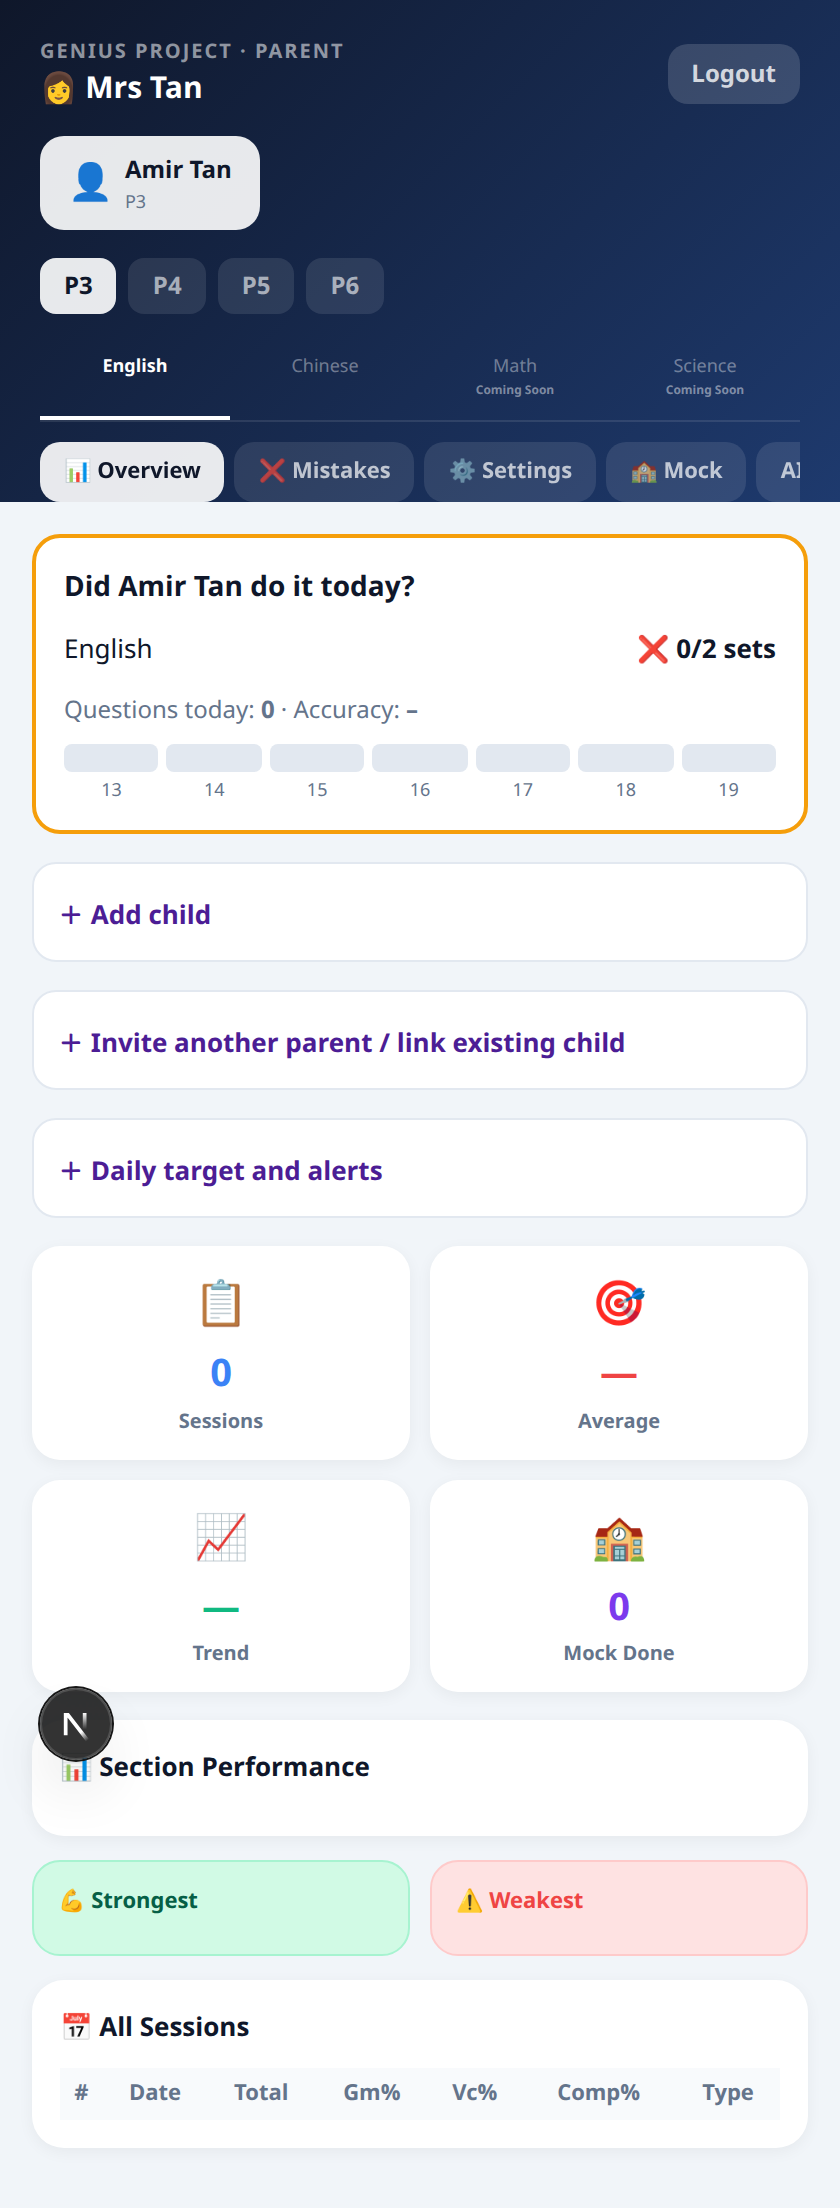 GENIUS PROJECT · PARENT
👩 Mrs Tan
Logout
Amir Tan
P3
P3 P4 P5 P6
English Chinese Math Science
Coming Soon Coming Soon
📊 Overview ❌ Mistakes ⚙️ Settings 🏫 Mock AI
Did Amir Tan do it today?
English ❌ 0/2 sets
Questions today: 0 · Accuracy: –
13 14 15 16 17 18 19
+ Add child
+ Invite another parent / link existing child
+ Daily target and alerts
0 —
Sessions Average
— 0
Trend Mock Done
N
📊 Section Performance
💪 Strongest ⚠️ Weakest
📅 All Sessions
# Date Total Gm% Vc% Comp% Type